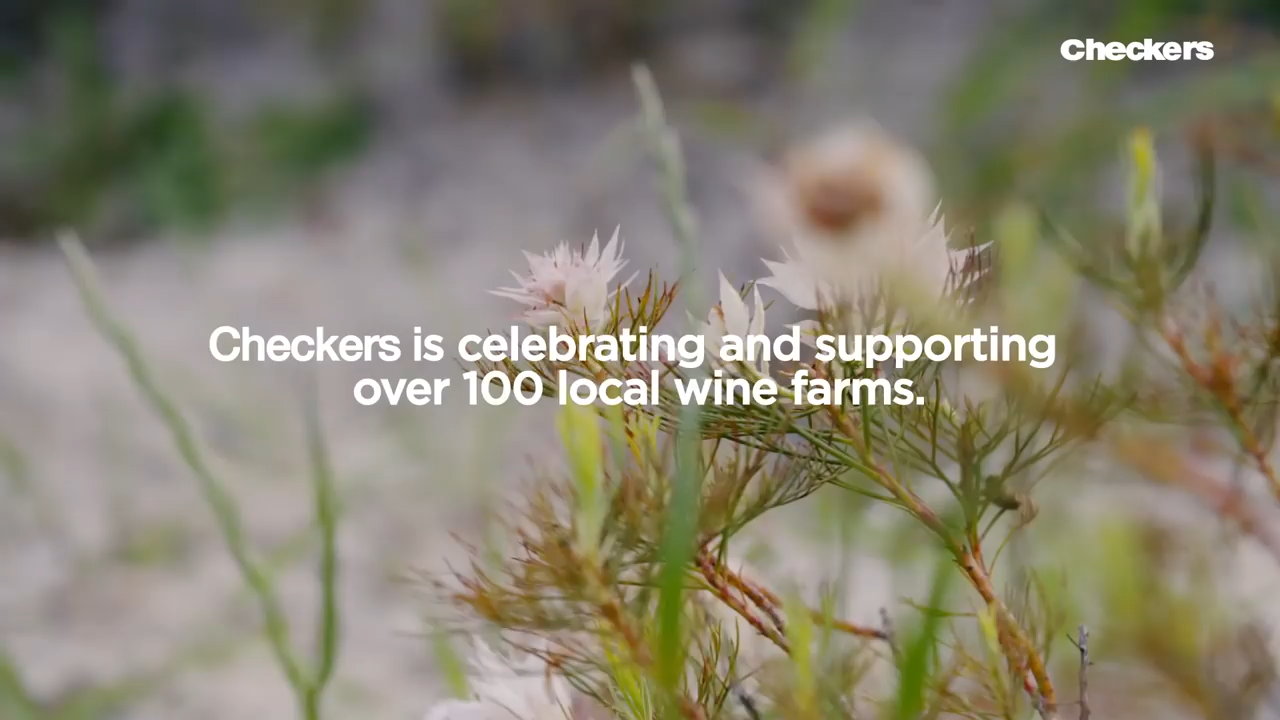 Checkers
Checkers is celebrating and supporting
over 100 local wine farms.